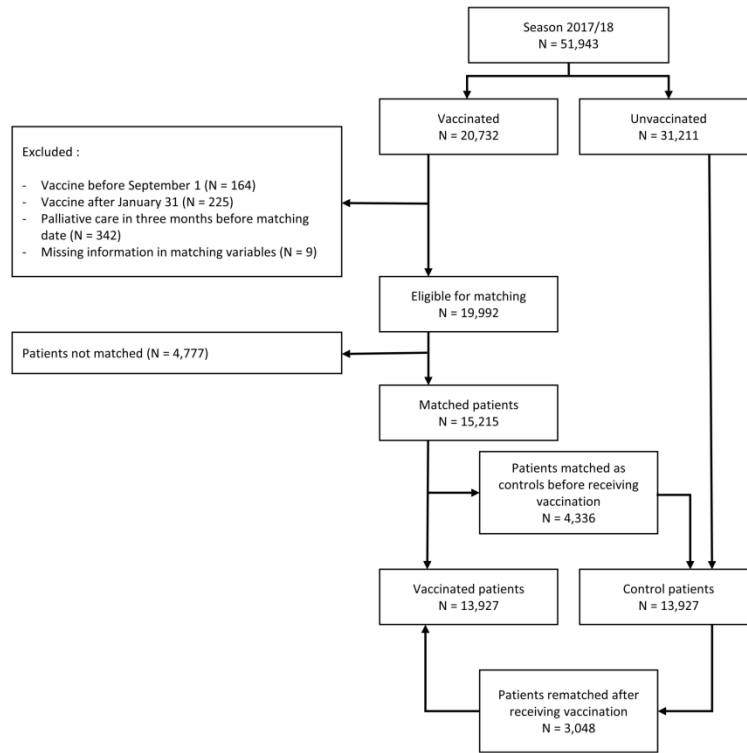 Season 2017/18
N = 51,943
Vaccinated
N = 20,732
Unvaccinated
N = 31,211
Excluded :
- Vaccine before September 1 (N = 164)
- Vaccine after January 31 (N = 225)
- Palliative care in three months before matching
date (N = 342)
- Missing information in matching variables (N = 9)
Eligible for matching
N = 19,992
Patients not matched (N = 4,777)
Matched patients
N = 15,215
Patients matched as
controls before receiving
vaccination
N = 4,336
Vaccinated patients
N = 13,927
Control patients
N = 13,927
Patients rematched after
receiving vaccination
N = 3,048